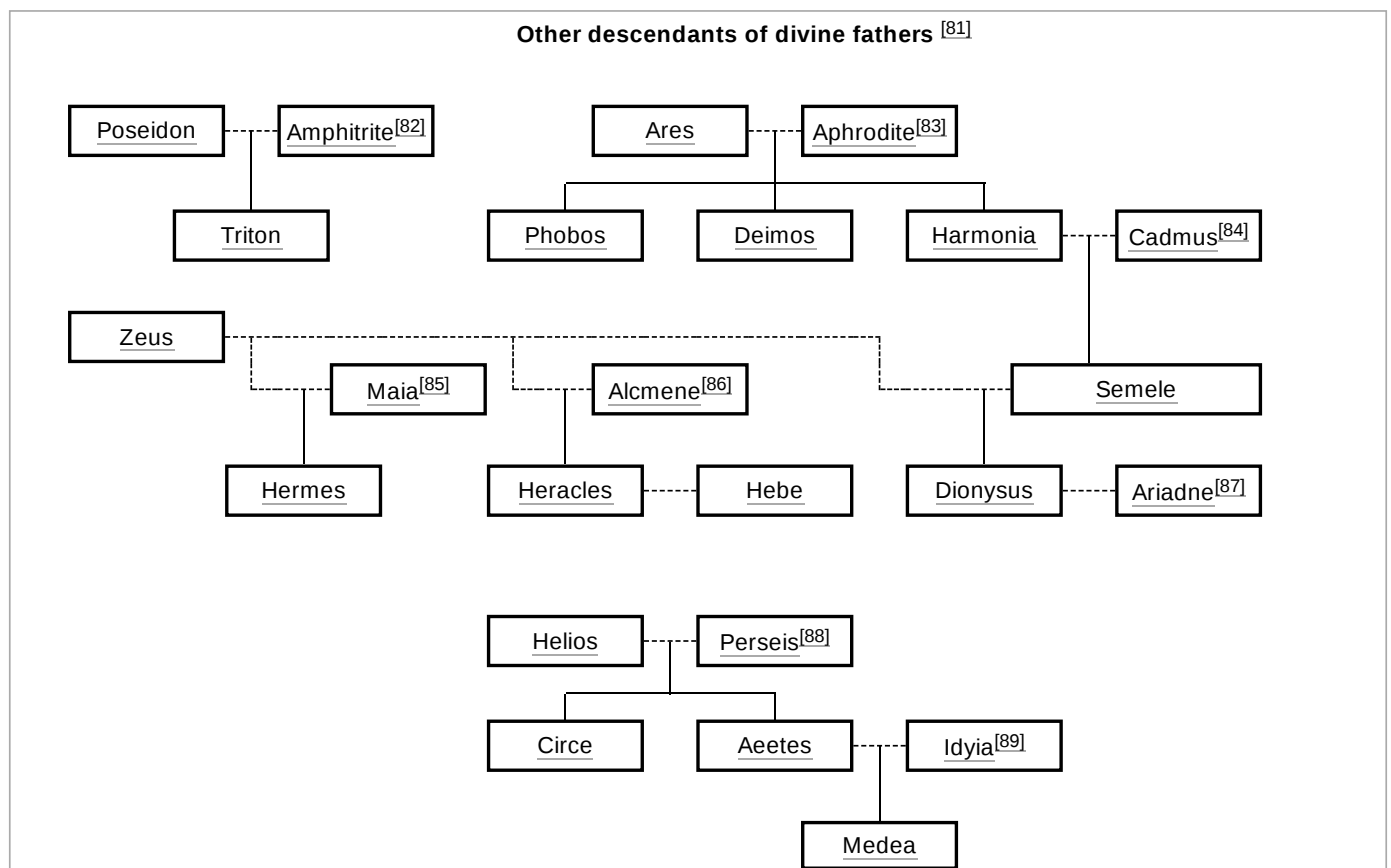 Other descendants of divine fathers [81]
Poseidon Amphitrite[82] Ares Aphrodite[83]
Triton Phobos Deimos Harmonia Cadmus[84]
Zeus
Maia[85] Alcmene[86] Semele
Hermes Heracles Hebe Dionysus Ariadne[87]
Helios Perseis[88]
Circe Aeetes Idyia[89]
Medea